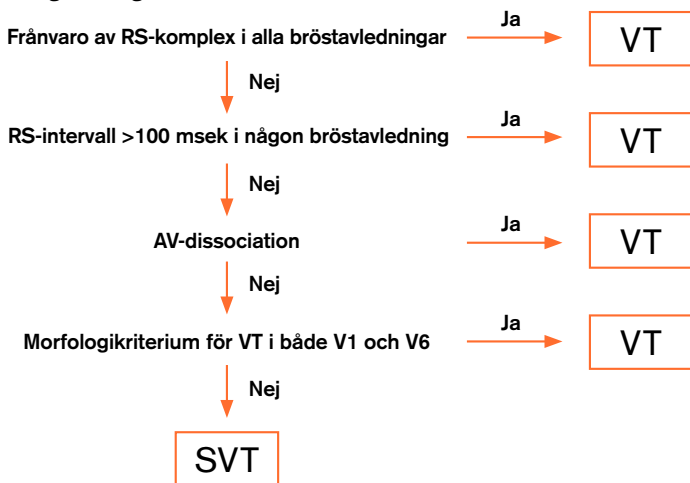 Frånvaro av RS-komplex i alla bröstavledningar
Ja
VT
Nej
RS-intervall >100 msek i någon bröstavledning
Ja
VT
Nej
AV-dissociation
Ja
VT
Nej
Morfologikriterium för VT i både V1 och V6
Ja
VT
Nej
SVT